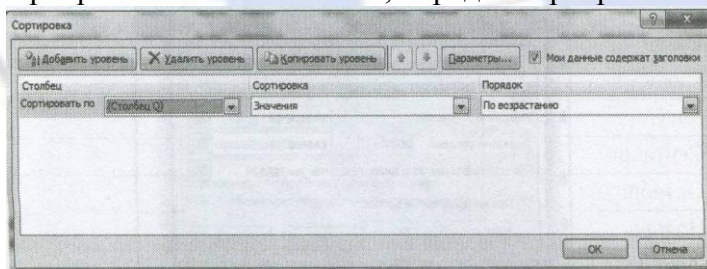 Сортировка
Добавить уровень Удалить уровень Копировать уровень Параметры... Мои данные содержат заголовки
Столбец Сортировка Порядок
Сортировать по (Столбец Q) Значения По возрастанию
OK Отмена